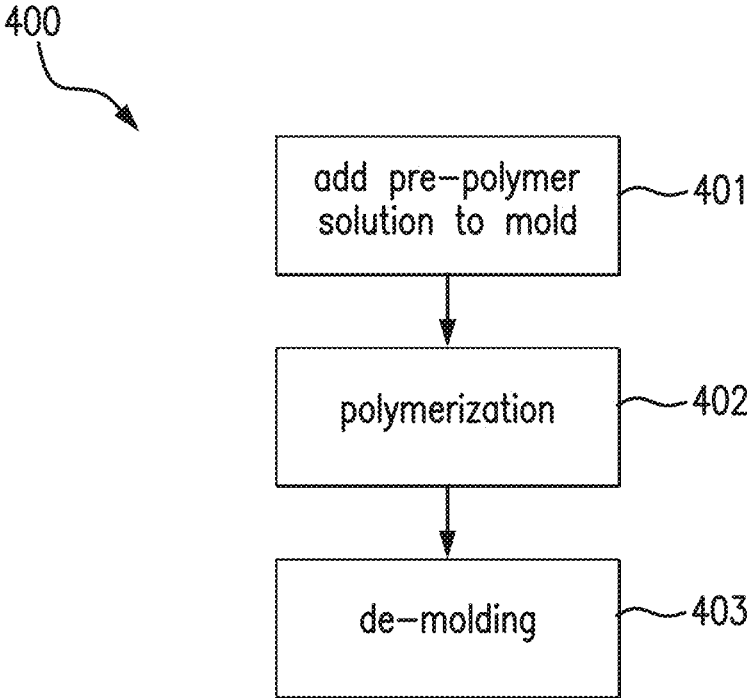 400
add pre-polymer
solution to mold
401
polymerization
402
de-molding
403